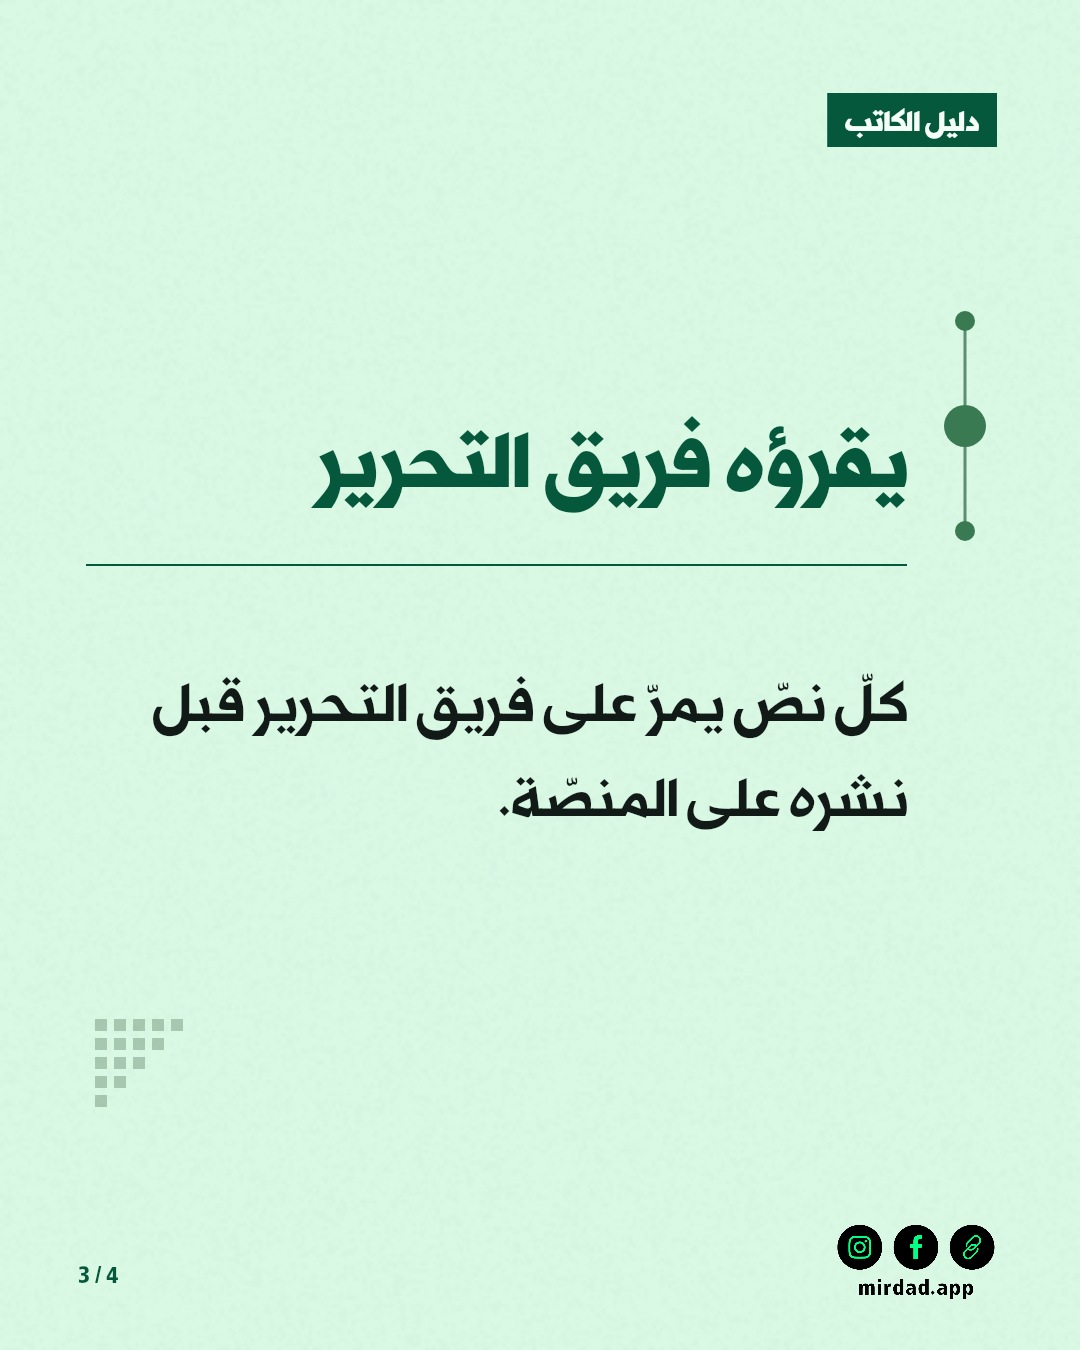 دليل الكاتب
يقرؤه فريق التحرير
كلّ نصّ يمرّ على فريق التحرير قبل
نشره على المنصّة.
mirdad.app
3 / 4